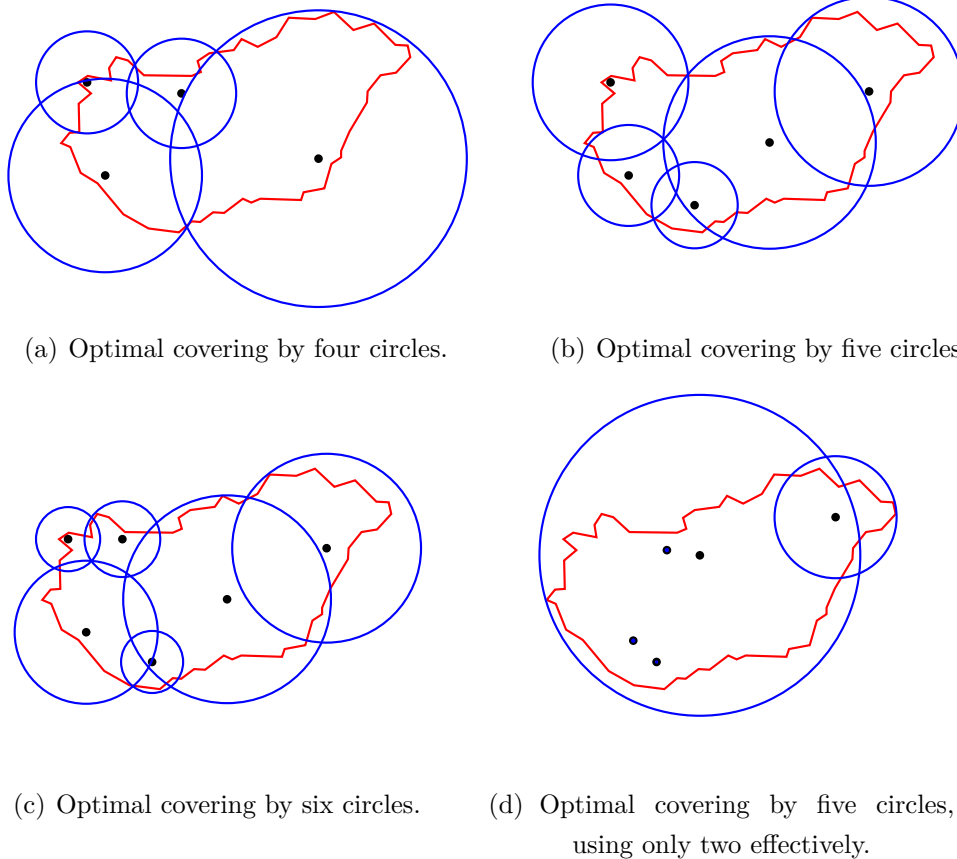 (a) Optimal covering by four circles.
(b) Optimal covering by five circles
(c) Optimal covering by six circles.
(d) Optimal covering by five circles,
using only two effectively.